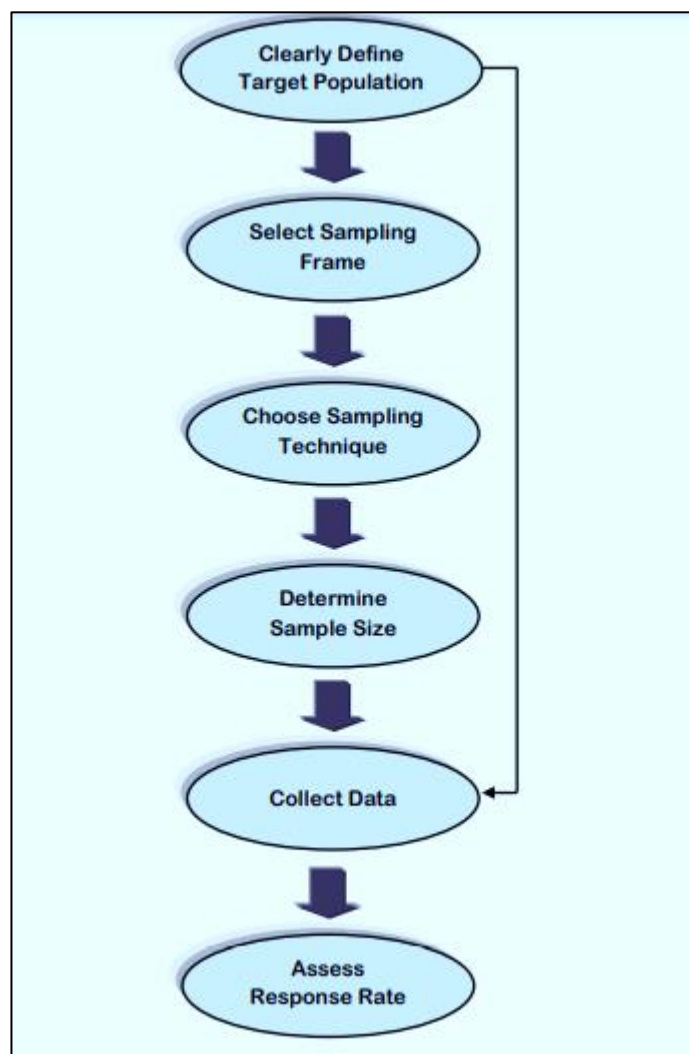 Clearly Define
Target Population
Select Sampling
Frame
Choose Sampling
Technique
Determine
Sample Size
Collect Data
Assess
Response Rate